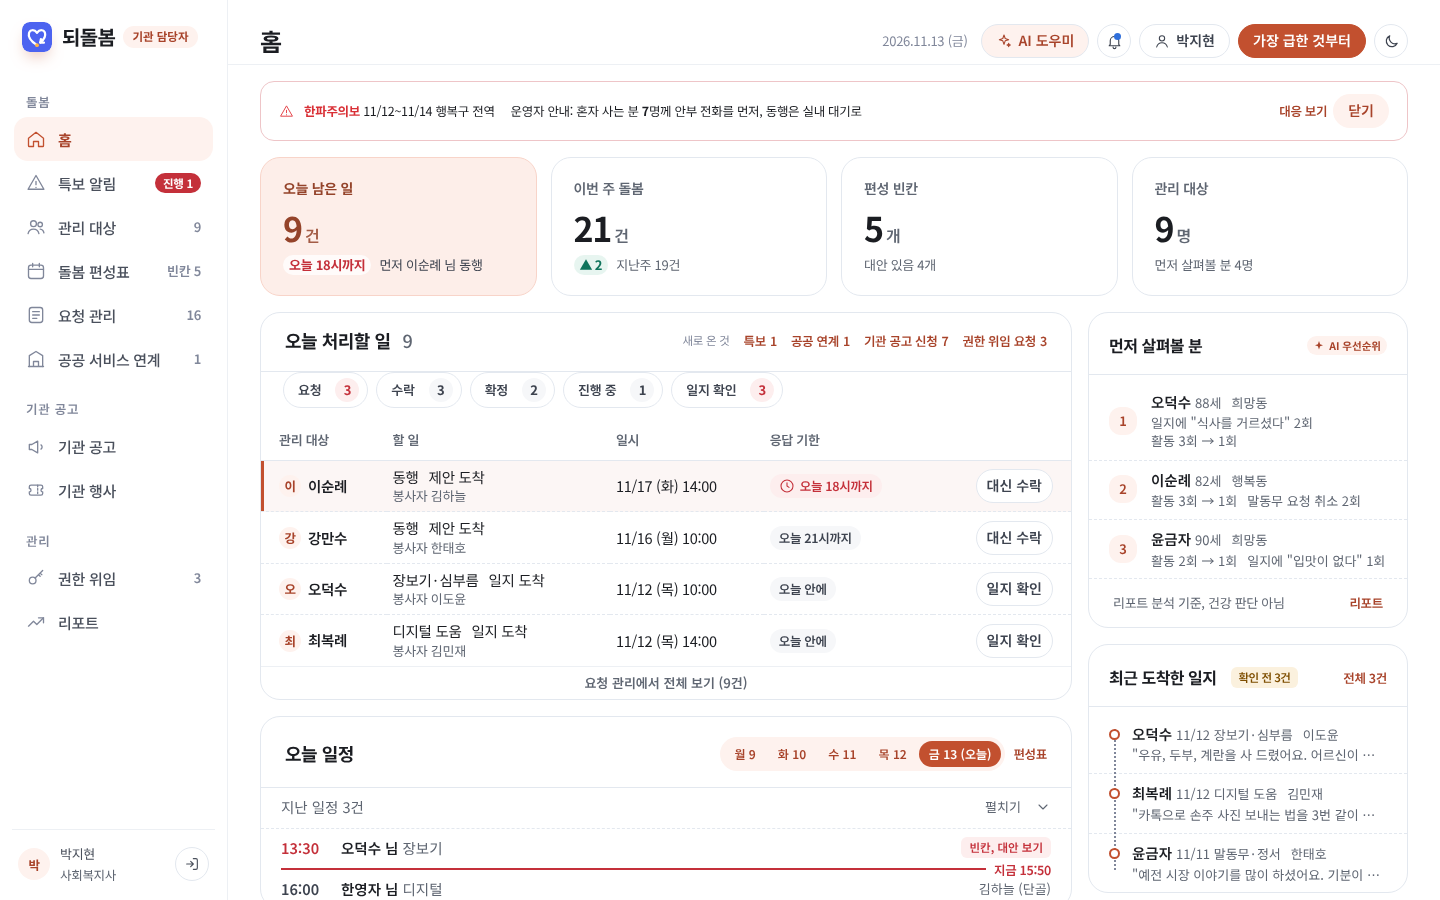 되돌봄 기관 담당자
돌봄
홈
특보 알림 진행 1
관리 대상 9
돌봄 편성표 빈칸 5
요청 관리 16
공공 서비스 연계 1
기관 공고
기관 공고
기관 행사
관리
권한 위임 3
리포트
박 박지현
사회복지사
홈
2026.11.13 (금) AI 도우미 박지현 가장 급한 것부터
한파주의보 11/12~11/14 행복구 전역 운영자 안내: 혼자 사는 분 7명께 안부 전화를 먼저, 동행은 실내 대기로 대응 보기 닫기
오늘 남은 일
9건
오늘 18시까지 먼저 이순례 님 동행
이번 주 돌봄
21건
▲2 지난주 19건
편성 빈칸
5개
대안 있음 4개
관리 대상
9명
먼저 살펴볼 분 4명
오늘 처리할 일 9 새로 온 것 특보 1 공공 연계 1 기관 공고 신청 7 권한 위임 요청 3
요청 3 수락 3 확정 2 진행 중 1 일지 확인 3
관리 대상 할 일 일시 응답 기한
이 이순례 동행 제안 도착 11/17 (화) 14:00 오늘 18시까지 대신 수락
봉사자 김하늘
강 강만수 동행 제안 도착 11/16 (월) 10:00 오늘 21시까지 대신 수락
봉사자 한태호
오 오덕수 장보기·심부름 일지 도착 11/12 (목) 10:00 오늘 안에 일지 확인
봉사자 이도윤
최 최복례 디지털 도움 일지 도착 11/12 (목) 14:00 오늘 안에 일지 확인
봉사자 김민재
요청 관리에서 전체 보기 (9건)
오늘 일정 월 9 화 10 수 11 목 12 금 13 (오늘) 편성표
지난 일정 3건 펼치기
13:30 오덕수 님 장보기 빈칸, 대안 보기
지금 15:50
16:00 한영자 님 디지털 김하늘 (단골)
먼저 살펴볼 분 AI 우선순위
1 오덕수 88세 희망동
일지에 "식사를 거르셨다" 2회
활동 3회 → 1회
2 이순례 82세 행복동
활동 3회 → 1회 말동무 요청 취소 2회
3 윤금자 90세 희망동
활동 2회 → 1회 일지에 "입맛이 없다" 1회
리포트 분석 기준, 건강 판단 아님 리포트
최근 도착한 일지 확인 전 3건 전체 3건
오덕수 11/12 장보기·심부름 이도윤
"우유, 두부, 계란을 사 드렸어요. 어르신이 ···
최복례 11/12 디지털 도움 김민재
"카톡으로 손주 사진 보내는 법을 3번 같이 ···
윤금자 11/11 말동무·정서 한태호
"예전 시장 이야기를 많이 하셨어요. 기분이 ···